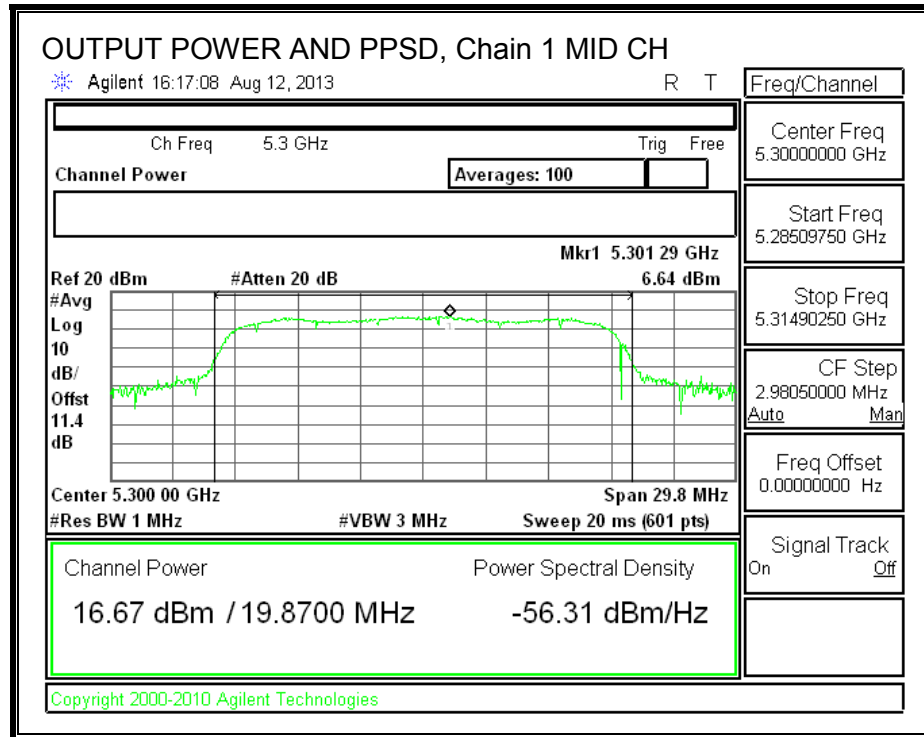 OUTPUT POWER AND PPSD, Chain 1 MID CH
Agilent 16:17:08 Aug 12, 2013 R T
Freq/Channel
Ch Freq 5.3 GHz Trig Free
Channel Power Averages: 100
Center Freq
5.30000000 GHz
Start Freq
5.28509750 GHz
Mkr1 5.301 29 GHz
Ref 20 dBm #Atten 20 dB 6.64 dBm
#Avg
Log
10
dB/
Offst
11.4
dB
1
Stop Freq
5.31490250 GHz
CF Step
2.98050000 MHz
Auto Man
Freq Offset
0.00000000 Hz
Center 5.300 00 GHz Span 29.8 MHz
#Res BW 1 MHz #VBW 3 MHz Sweep 20 ms (601 pts)
Signal Track
On Off
Channel Power Power Spectral Density
16.67 dBm / 19.8700 MHz -56.31 dBm/Hz
Copyright 2000-2010 Agilent Technologies